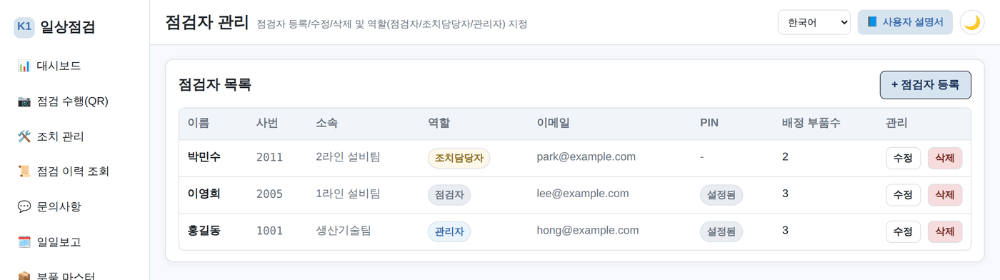 K1 일상점검
대시보드
점검 수행(QR)
조치 관리
점검 이력 조회
문의사항
일일보고
부품 마스터
점검자 관리 점검자 등록/수정/삭제 및 역할(점검자/조치담당자/관리자) 지정
한국어 사용자 설명서
점검자 목록 + 점검자 등록
이름 사번 소속 역할 이메일 PIN 배정 부품수 관리
박민수 2011 2라인 설비팀 조치담당자 park@example.com - 2 수정 삭제
이영희 2005 1라인 설비팀 점검자 lee@example.com 설정됨 3 수정 삭제
홍길동 1001 생산기술팀 관리자 hong@example.com 설정됨 3 수정 삭제